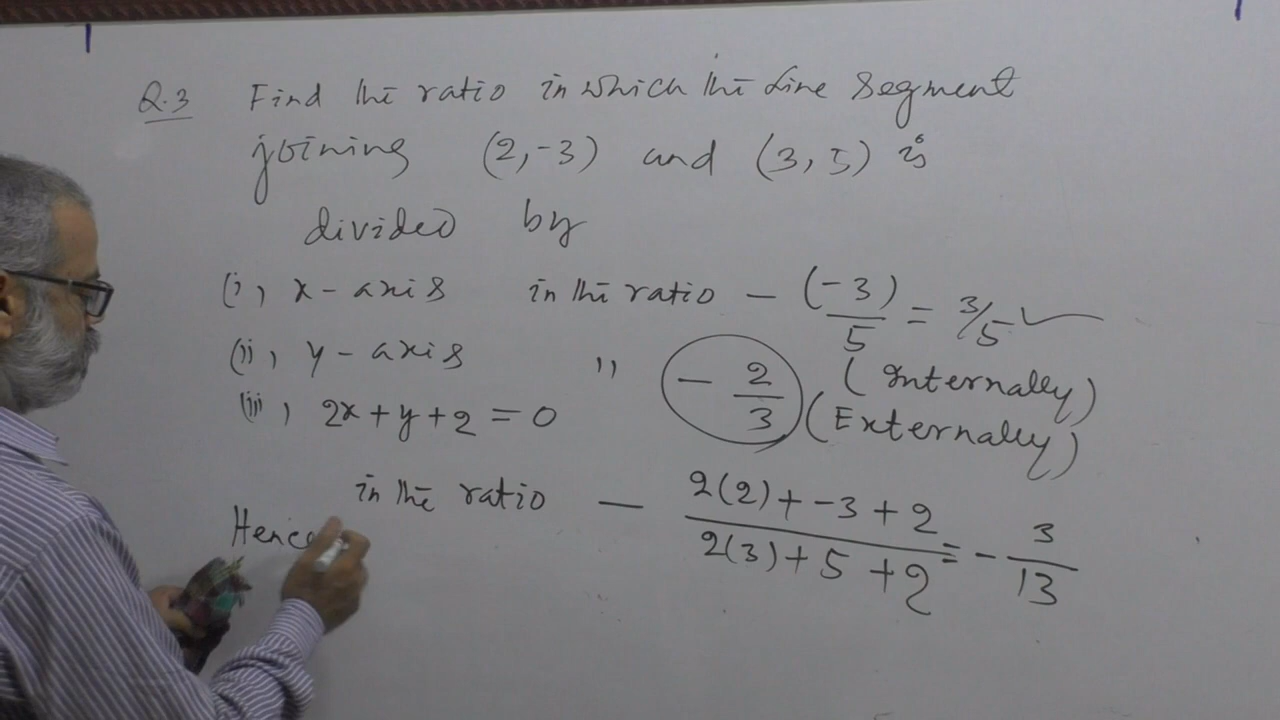 Q.3 Find the ratio in which the line segment
joining (2,-3) and (3,5) is
divided by
(i) x-axis in the ratio - (-3)/5 = 3/5 ✓
(Internally)
(ii) y-axis " - 2/3 (Externally)
(iii) 2x+y+2=0
in the ratio - (2(2)+-3+2)/(2(3)+5+2) = - 3/13
Hence